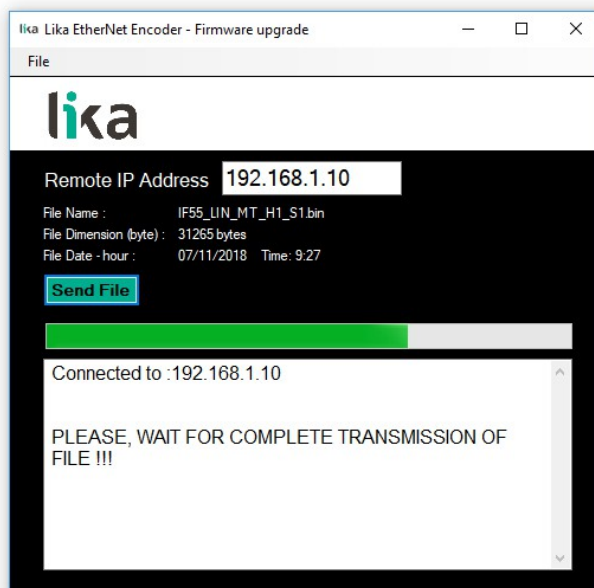 lika Lika EtherNet Encoder - Firmware upgrade
File
lika
Remote IP Address 192.168.1.10
File Name : IF55_LIN_MT_H1_S1.bin
File Dimension (byte) : 31265 bytes
File Date - hour : 07/11/2018 Time: 9:27
Send File
Connected to :192.168.1.10
PLEASE, WAIT FOR COMPLETE TRANSMISSION OF
FILE !!!